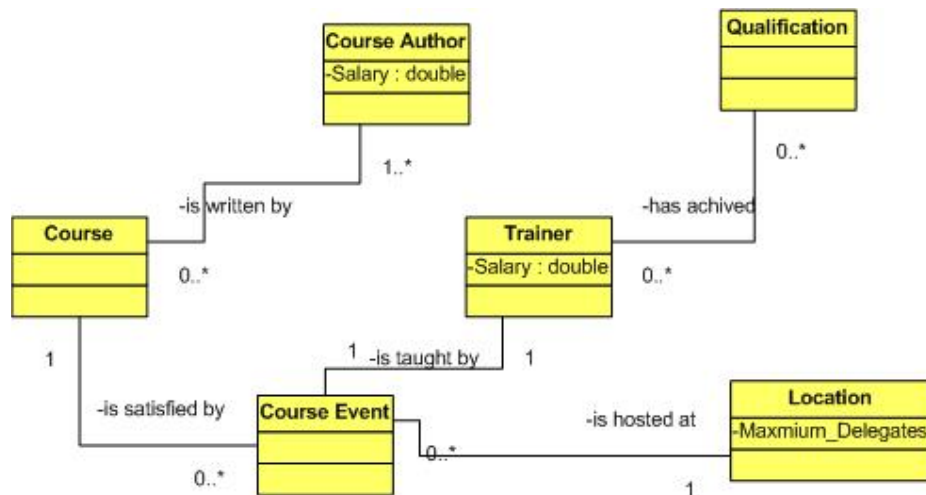 Course Author
-Salary : double
Qualification
1..*
0..*
-is written by
-has achived
Course
Trainer
-Salary : double
0..*
0..*
1
1
-is taught by
1
Course Event
-is satisfied by
Location
-Maxmium_Delegates
-is hosted at
0..*
0..*
1